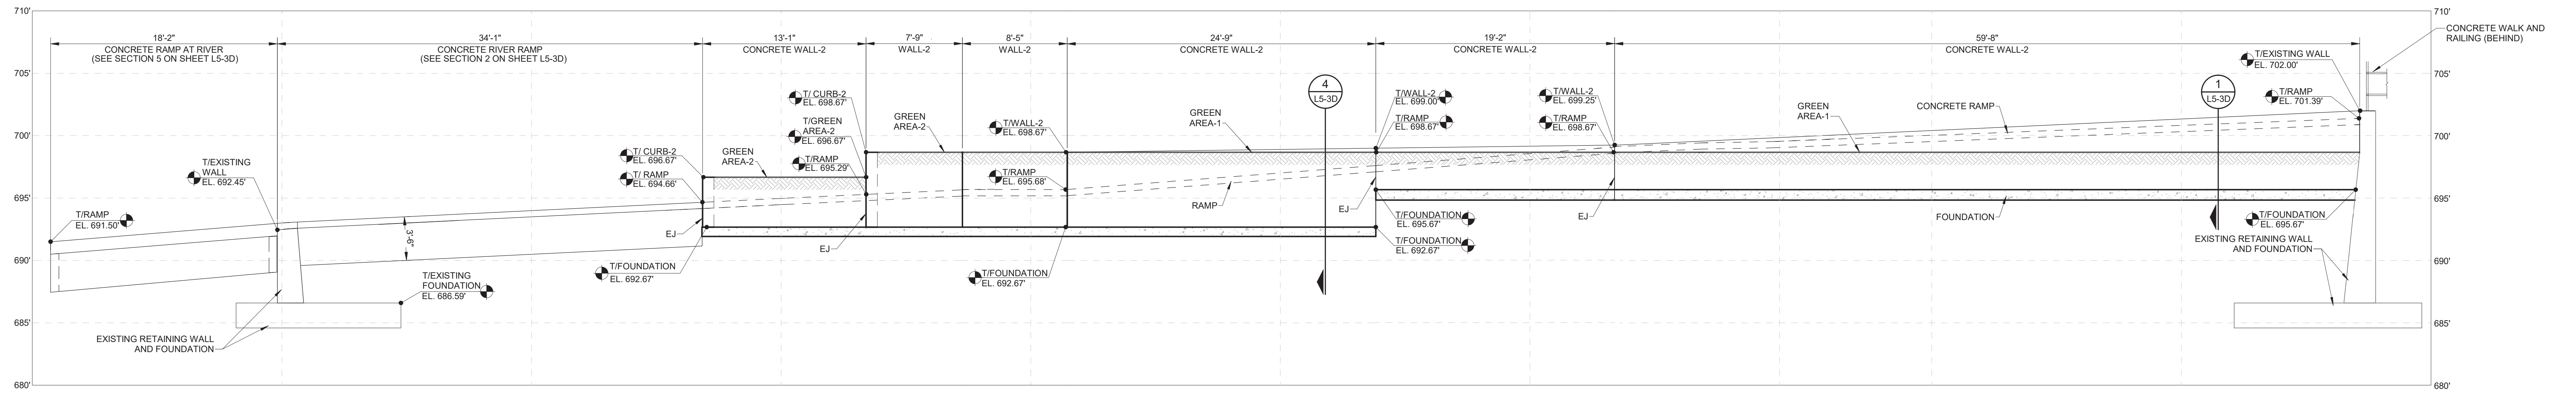 710'
710'
18'-2"
34'-1"
13'-1"
7'-9"
8'-5"
24'-9"
19'-2"
59'-8"
CONCRETE RAMP AT RIVER
(SEE SECTION 5 ON SHEET L5-3D)
CONCRETE RIVER RAMP
(SEE SECTION 2 ON SHEET L5-3D)
CONCRETE WALL-2
WALL-2
WALL-2
CONCRETE WALL-2
CONCRETE WALL-2
CONCRETE WALL-2
CONCRETE WALK AND
RAILING (BEHIND)
T/EXISTING WALL
EL. 702.00'
705'
705'
4
L5-3D
1
L5-3D
T/RAMP
EL. 701.39'
T/ CURB-2
EL. 698.67'
T/WALL-2
EL. 699.00'
T/WALL-2
EL. 699.25'
GREEN
AREA-1
CONCRETE RAMP
T/GREEN
AREA-2
EL. 696.67'
GREEN
AREA-2
T/WALL-2
EL. 698.67'
GREEN
AREA-1
T/RAMP
EL. 698.67'
T/RAMP
EL. 698.67'
700'
700'
T/ CURB-2
EL. 696.67'
GREEN
AREA-2
T/RAMP
EL. 695.29'
T/EXISTING
WALL
EL. 692.45'
T/ RAMP
EL. 694.66'
T/RAMP
EL. 695.68'
695'
695'
RAMP
EJ
EJ
T/RAMP
EL. 691.50'
T/FOUNDATION
EL. 695.67'
FOUNDATION
T/FOUNDATION
EL. 695.67'
3'-6"
EJ
EJ
T/FOUNDATION
EL. 692.67'
EXISTING RETAINING WALL
AND FOUNDATION
690'
690'
T/FOUNDATION
EL. 692.67'
T/FOUNDATION
EL. 692.67'
T/EXISTING
FOUNDATION
EL. 686.59'
685'
685'
EXISTING RETAINING WALL
AND FOUNDATION
680'
680'